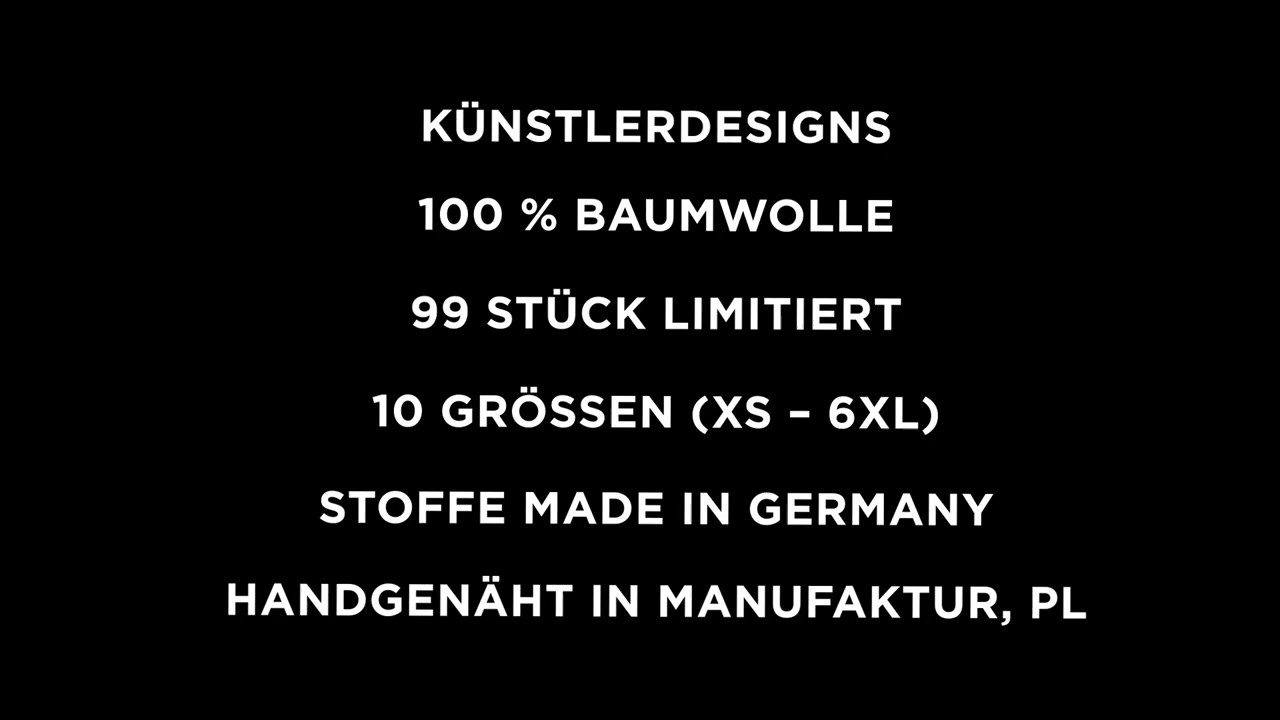 KÜNSTLERDESIGNS
100 % BAUMWOLLE
99 STÜCK LIMITIERT
10 GRÖSSEN (XS – 6XL)
STOFFE MADE IN GERMANY
HANDGENÄHT IN MANUFAKTUR, PL